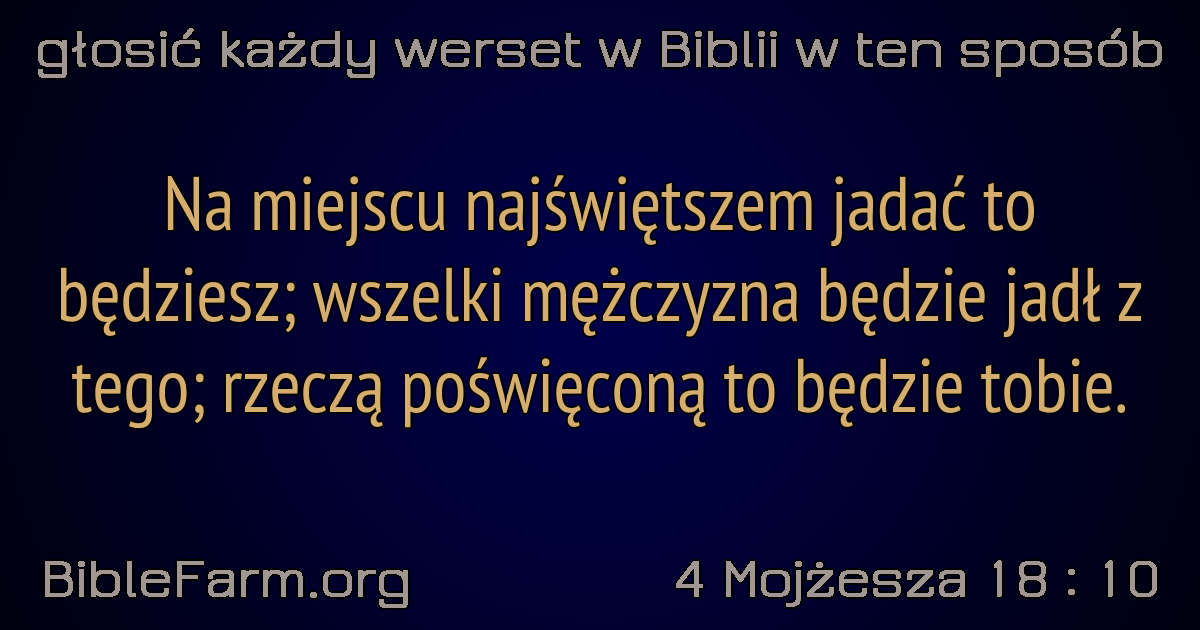 głosić każdy werset w Biblii w ten sposób
Na miejscu najświętszem jadać to
będziesz; wszelki mężczyzna będzie jadł z
tego; rzeczą poświęconą to będzie tobie.
BibleFarm.org
4 Mojżesza 18 : 10